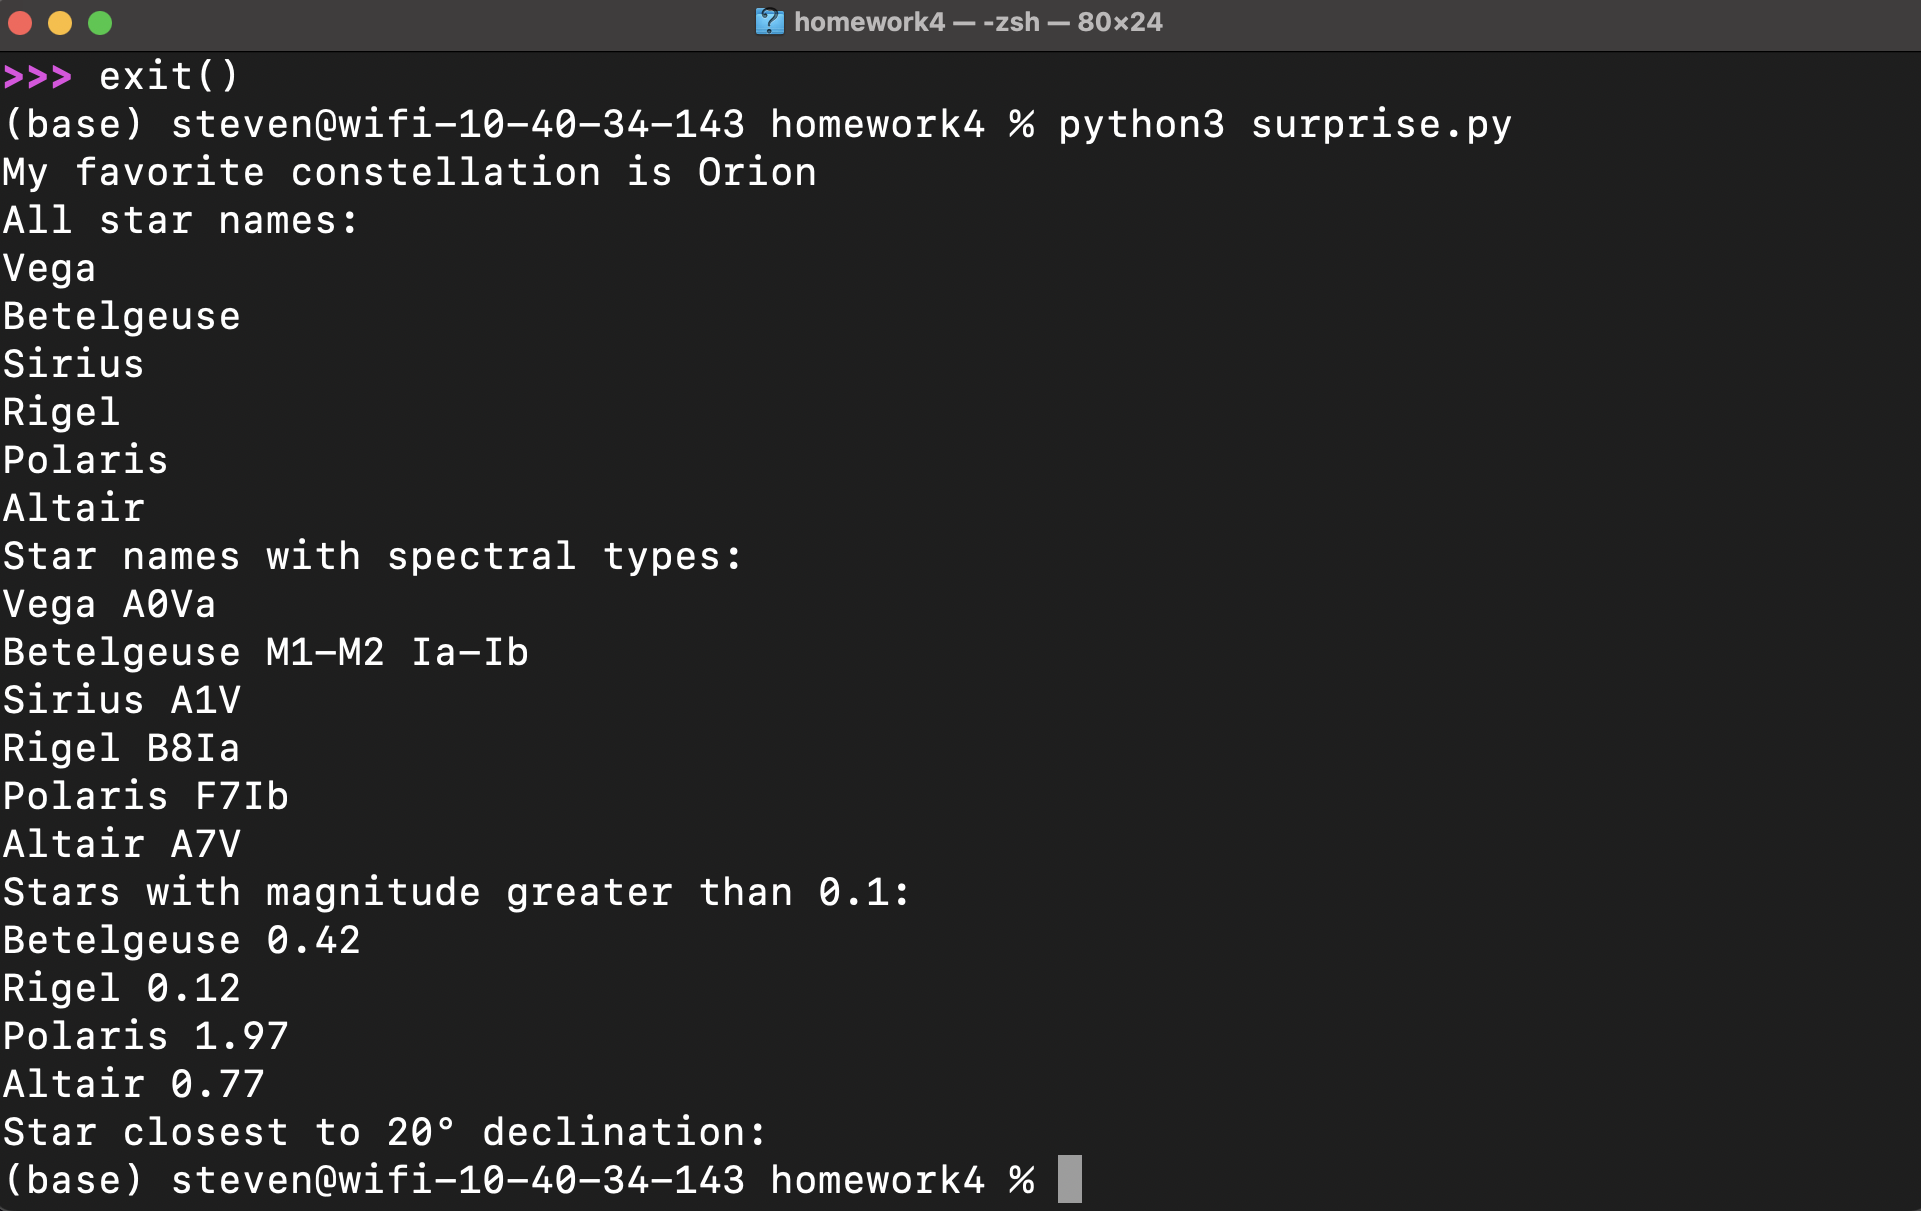 homework4 — -zsh — 80×24
>>> exit()
(base) steven@wifi-10-40-34-143 homework4 % python3 surprise.py
My favorite constellation is Orion
All star names:
Vega
Betelgeuse
Sirius
Rigel
Polaris
Altair
Star names with spectral types:
Vega A0Va
Betelgeuse M1–M2 Ia–Ib
Sirius A1V
Rigel B8Ia
Polaris F7Ib
Altair A7V
Stars with magnitude greater than 0.1:
Betelgeuse 0.42
Rigel 0.12
Polaris 1.97
Altair 0.77
Star closest to 20° declination:
(base) steven@wifi-10-40-34-143 homework4 %